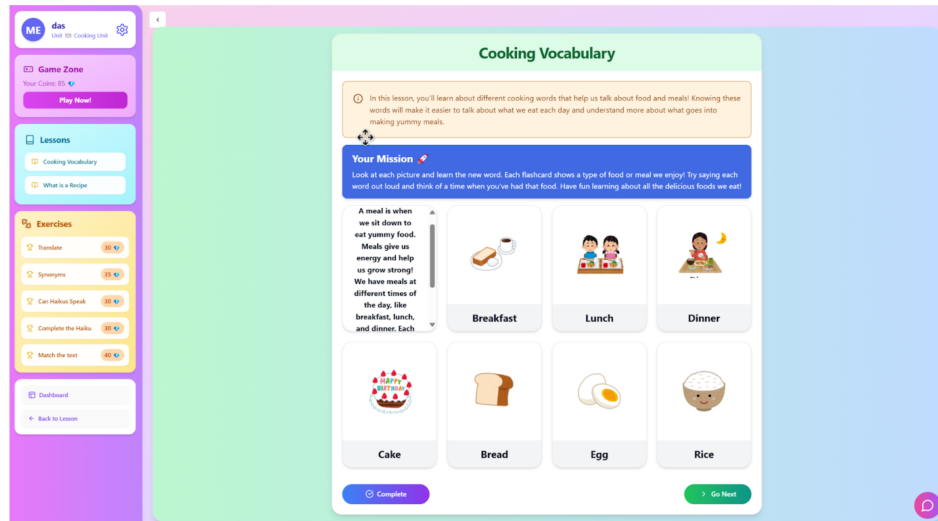 ME
das
Unit Cooking Unit
Game Zone
Your Coins: 85
Play Now!
Lessons
Cooking Vocabulary
What is a Recipe
Exercises
Translate 30
Synonyms 35
Can Haikus Speak 30
Complete the Haiku 30
Match the text 40
Dashboard
Back to Lesson
Cooking Vocabulary
In this lesson, you'll learn about different cooking words that help us talk about food and meals! Knowing these
words will make it easier to talk about what we eat each day and understand more about what goes into
making yummy meals.
Your Mission 🚀
Look at each picture and learn the new word. Each flashcard shows a type of food or meal we enjoy! Try saying each
word out loud and think of a time when you've had that food. Have fun learning about all the delicious foods we eat!
A meal is when
we sit down to
eat yummy food.
Meals give us
energy and help
us grow strong!
We have meals at
different times of
the day, like
breakfast, lunch,
and dinner. Each
Breakfast
Lunch
Dinner
HAPPY
BIRTHDAY
Cake
Bread
Egg
Rice
Complete
Go Next